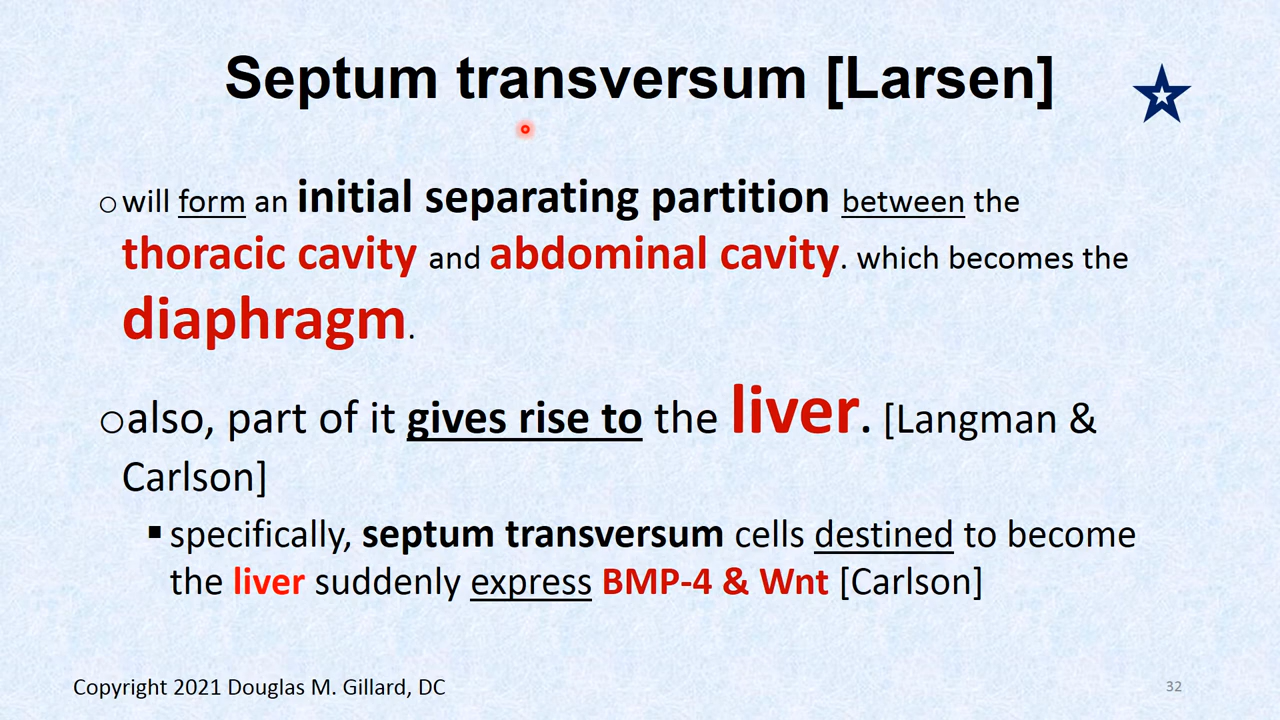 Septum transversum [Larsen]
○will form an initial separating partition between the
thoracic cavity and abdominal cavity. which becomes the
diaphragm.
○also, part of it gives rise to the liver. [Langman &
Carlson]
▪specifically, septum transversum cells destined to become
the liver suddenly express BMP-4 & Wnt [Carlson]
Copyright 2021 Douglas M. Gillard, DC
32